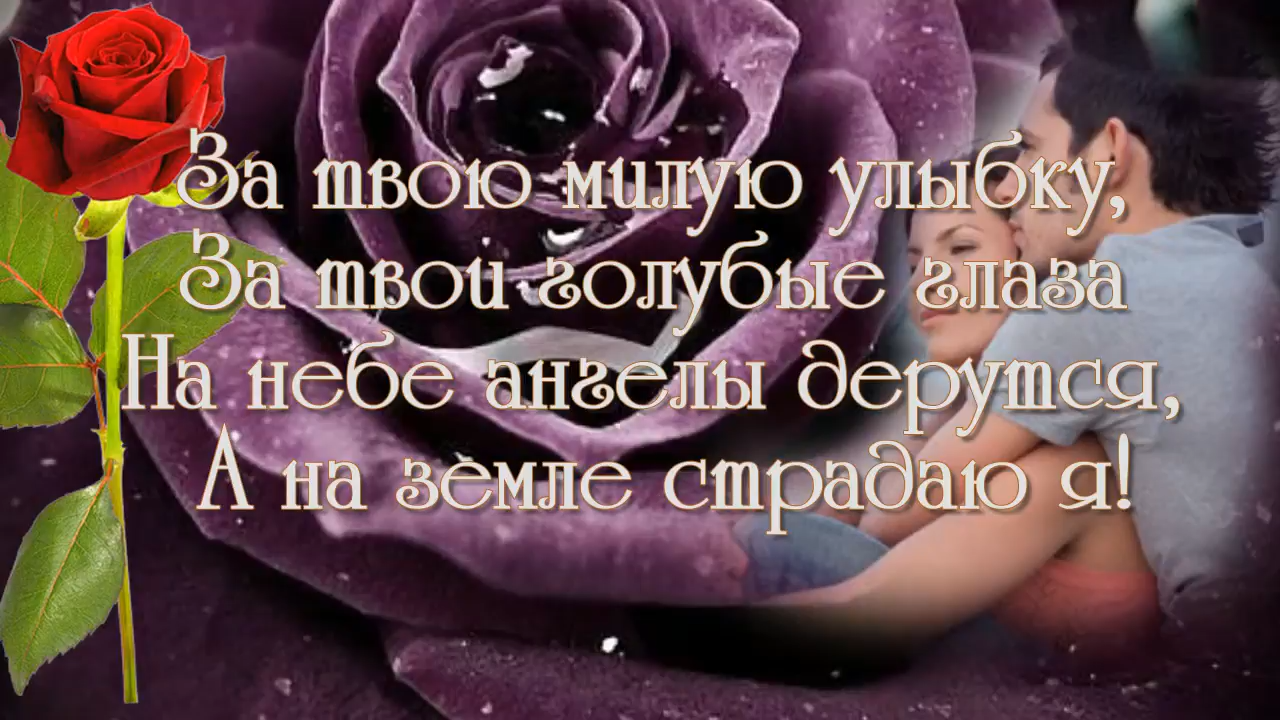 За твою милую улыбку,
За твои голубые глаза
На небе ангелы дерутся,
А на земле страдаю я!